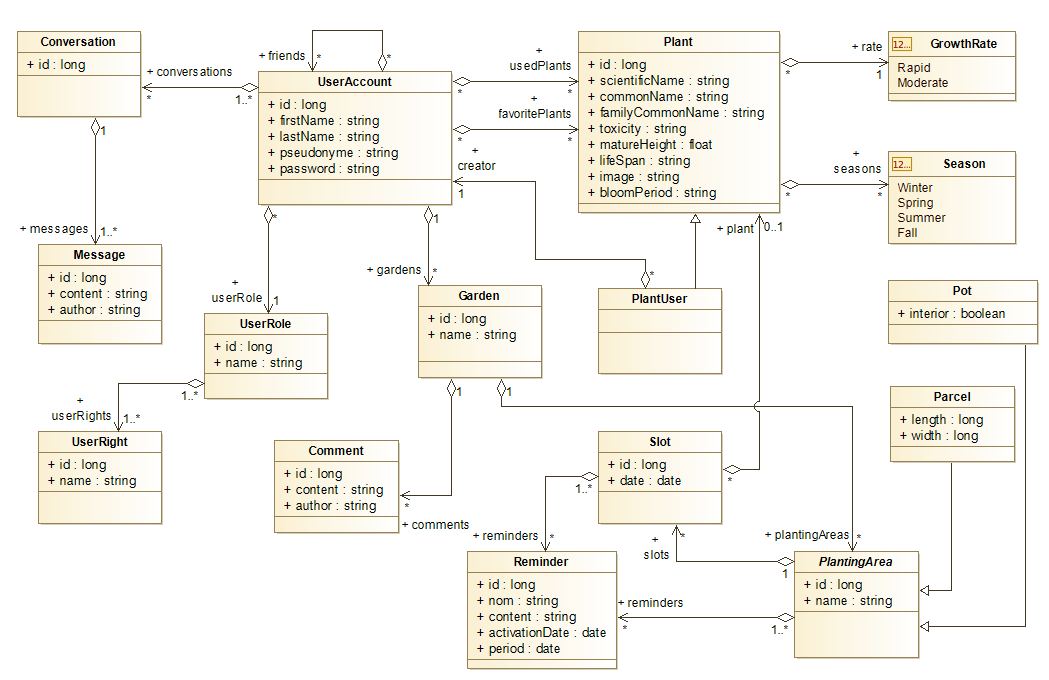 Conversation
+ id : long
+ conversations
*
1..*
1
+ messages
1..*
Message
+ id : long
+ content : string
+ author : string
+ friends
*
*
UserAccount
+ id : long
+ firstName : string
+ lastName : string
+ pseudonyme : string
+ password : string
+
usedPlants
*
*
+
favoritePlants
*
*
+
creator
1
*
Plant
+ id : long
+ scientificName : string
+ commonName : string
+ familyCommonName : string
+ toxicity : string
+ matureHeight : float
+ lifeSpan : string
+ image : string
+ bloomPeriod : string
+ rate
*
1
12...
GrowthRate
Rapid
Moderate
+
seasons
*
*
12...
Season
Winter
Spring
Summer
Fall
+ plant
0..1
*
+
userRole
1
*
UserRole
+ id : long
+ name : string
+
userRights
1..*
1..*
UserRight
+ id : long
+ name : string
1
+ gardens
*
Garden
+ id : long
+ name : string
1
1
PlantUser
Pot
+ interior : boolean
Parcel
+ length : long
+ width : long
Comment
+ id : long
+ content : string
+ author : string
*
+ comments
Slot
+ id : long
+ date : date
1..*
+ reminders
*
+
slots
*
1
+ plantingAreas
*
Reminder
+ id : long
+ nom : string
+ content : string
+ activationDate : date
+ period : date
+ reminders
*
1..*
PlantingArea
+ id : long
+ name : string